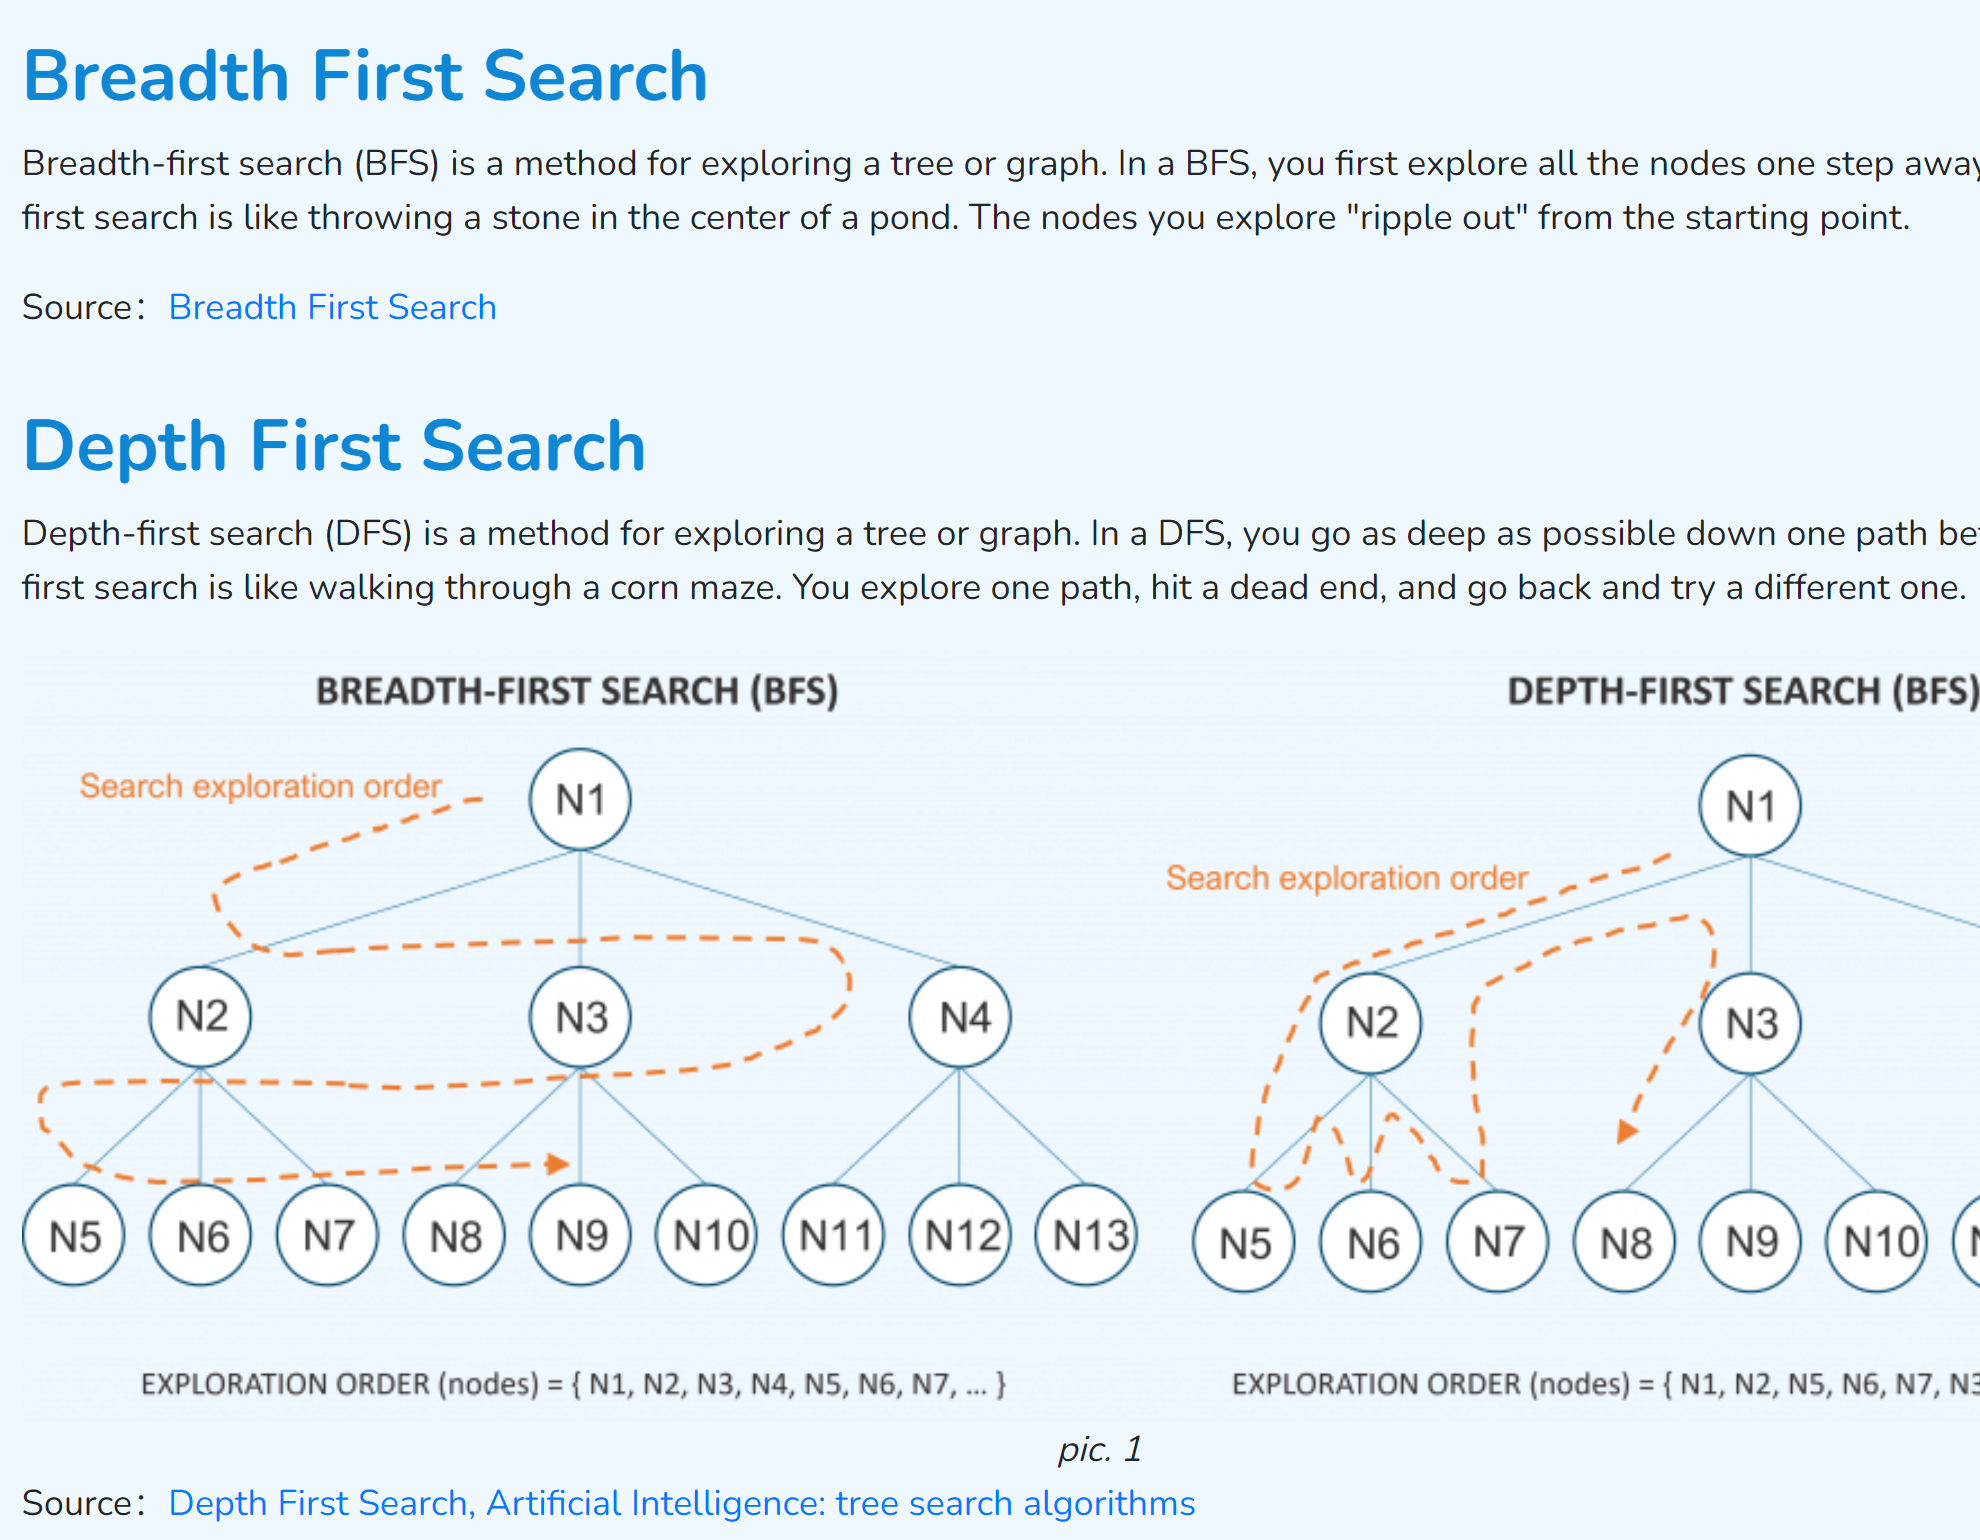 Breadth First Search
Breadth-first search (BFS) is a method for exploring a tree or graph. In a BFS, you first explore all the nodes one step away
first search is like throwing a stone in the center of a pond. The nodes you explore "ripple out" from the starting point.
Source: Breadth First Search
Depth First Search
Depth-first search (DFS) is a method for exploring a tree or graph. In a DFS, you go as deep as possible down one path
first search is like walking through a corn maze. You explore one path, hit a dead end, and go back and try a different one.
BREADTH-FIRST SEARCH (BFS)
Search exploration order
N1
N2 N3 N4
N5 N6 N7 N8 N9 N10 N11 N12 N13
EXPLORATION ORDER (nodes) = { N1, N2, N3, N4, N5, N6, N7, ... }
DEPTH-FIRST SEARCH (BFS)
N1
Search exploration order
N2 N3
N5 N6 N7 N8 N9 N10
EXPLORATION ORDER (nodes) = { N1, N2, N5, N6, N7, N3
pic. 1
Source: Depth First Search, Artificial Intelligence: tree search algorithms